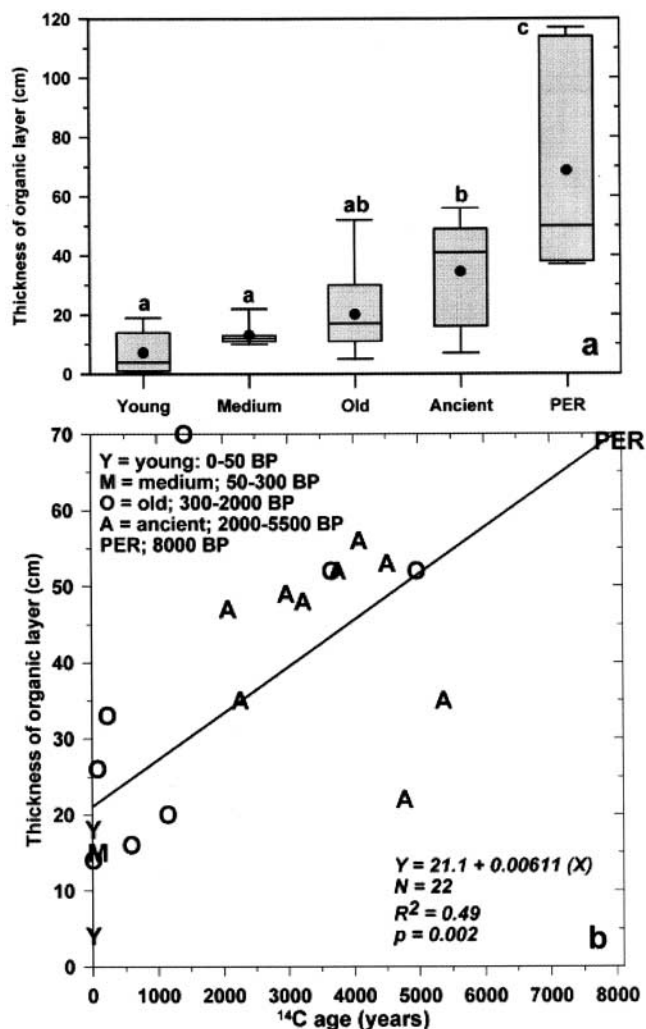 120
100
80
60
40
20
0
Thickness of organic layer (cm)
a
a
ab
b
c
a
Young
Medium
Old
Ancient
PER
70
60
50
40
30
20
10
0
Thickness of organic layer (cm)
Y = young: 0-50 BP
M = medium; 50-300 BP
O = old; 300-2000 BP
A = ancient; 2000-5500 BP
PER; 8000 BP
O
PER
A
O
A
A
O
A
A
A
A
O
A
A
O
A
O
O
Y
M
O
Y
Y = 21.1 + 0.00611 (X)
N = 22
R² = 0.49
p = 0.002
b
0
1000
2000
3000
4000
5000
6000
7000
8000
¹⁴C age (years)